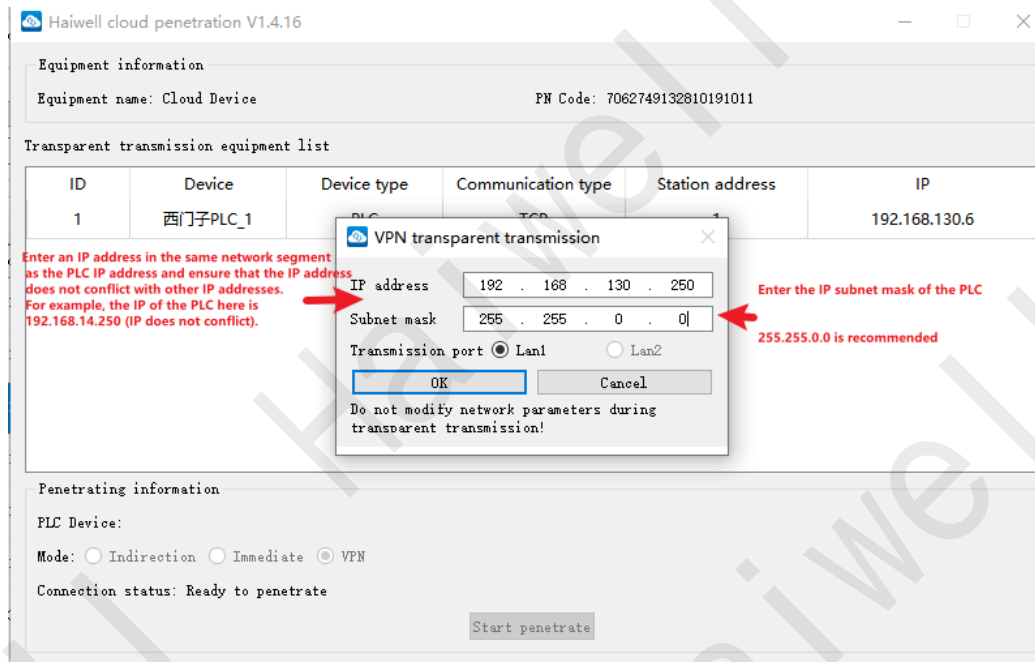 Haiwell cloud penetration V1.4.16
Equipment information
Equipment name: Cloud Device PN Code: 7062749132810191011
Transparent transmission equipment list
ID Device Device type Communication type Station address IP
1 西门子PLC_1 PLC TCP 1 192.168.130.6
VPN transparent transmission
Enter an IP address in the same network segment
as the PLC IP address and ensure that the IP address
does not conflict with other IP addresses.
For example, the IP of the PLC here is
192.168.14.250 (IP does not conflict).
IP address 192 . 168 . 130 . 250
Subnet mask 255 . 255 . 0 . 0
Enter the IP subnet mask of the PLC
255.255.0.0 is recommended
Transmission port Lan1 Lan2
OK Cancel
Do not modify network parameters during
transparent transmission!
Penetrating information
PLC Device:
Mode: Indirection Immediate VPN
Connection status: Ready to penetrate
Start penetrate
Haiwell